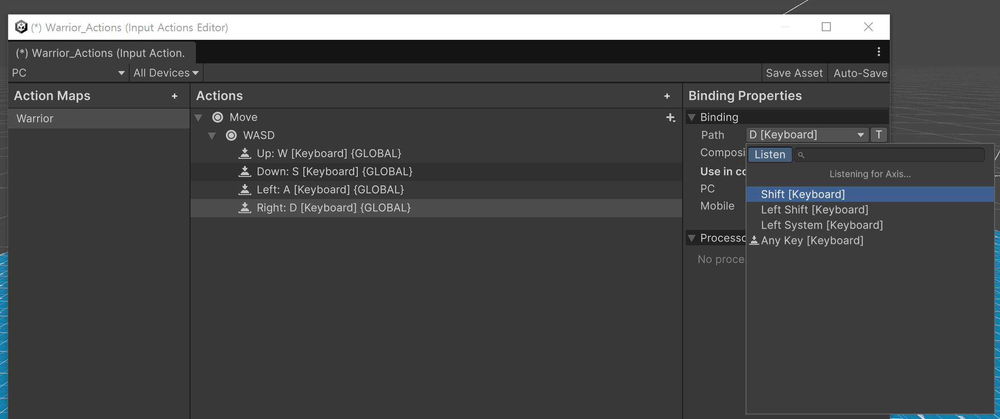 (*) Warrior_Actions (Input Actions Editor)
(*) Warrior_Actions (Input Action.
PC
All Devices
Save Asset
Auto-Save
Action Maps +
Warrior
Actions +
Move
WASD
Up: W [Keyboard] {GLOBAL}
Down: S [Keyboard] {GLOBAL}
Left: A [Keyboard] {GLOBAL}
Right: D [Keyboard] {GLOBAL}
Binding Properties
Binding
Path D [Keyboard] T
Composi
Use in co
PC
Mobile
Processo
No proce
Listen
Listening for Axis...
Shift [Keyboard]
Left Shift [Keyboard]
Left System [Keyboard]
Any Key [Keyboard]